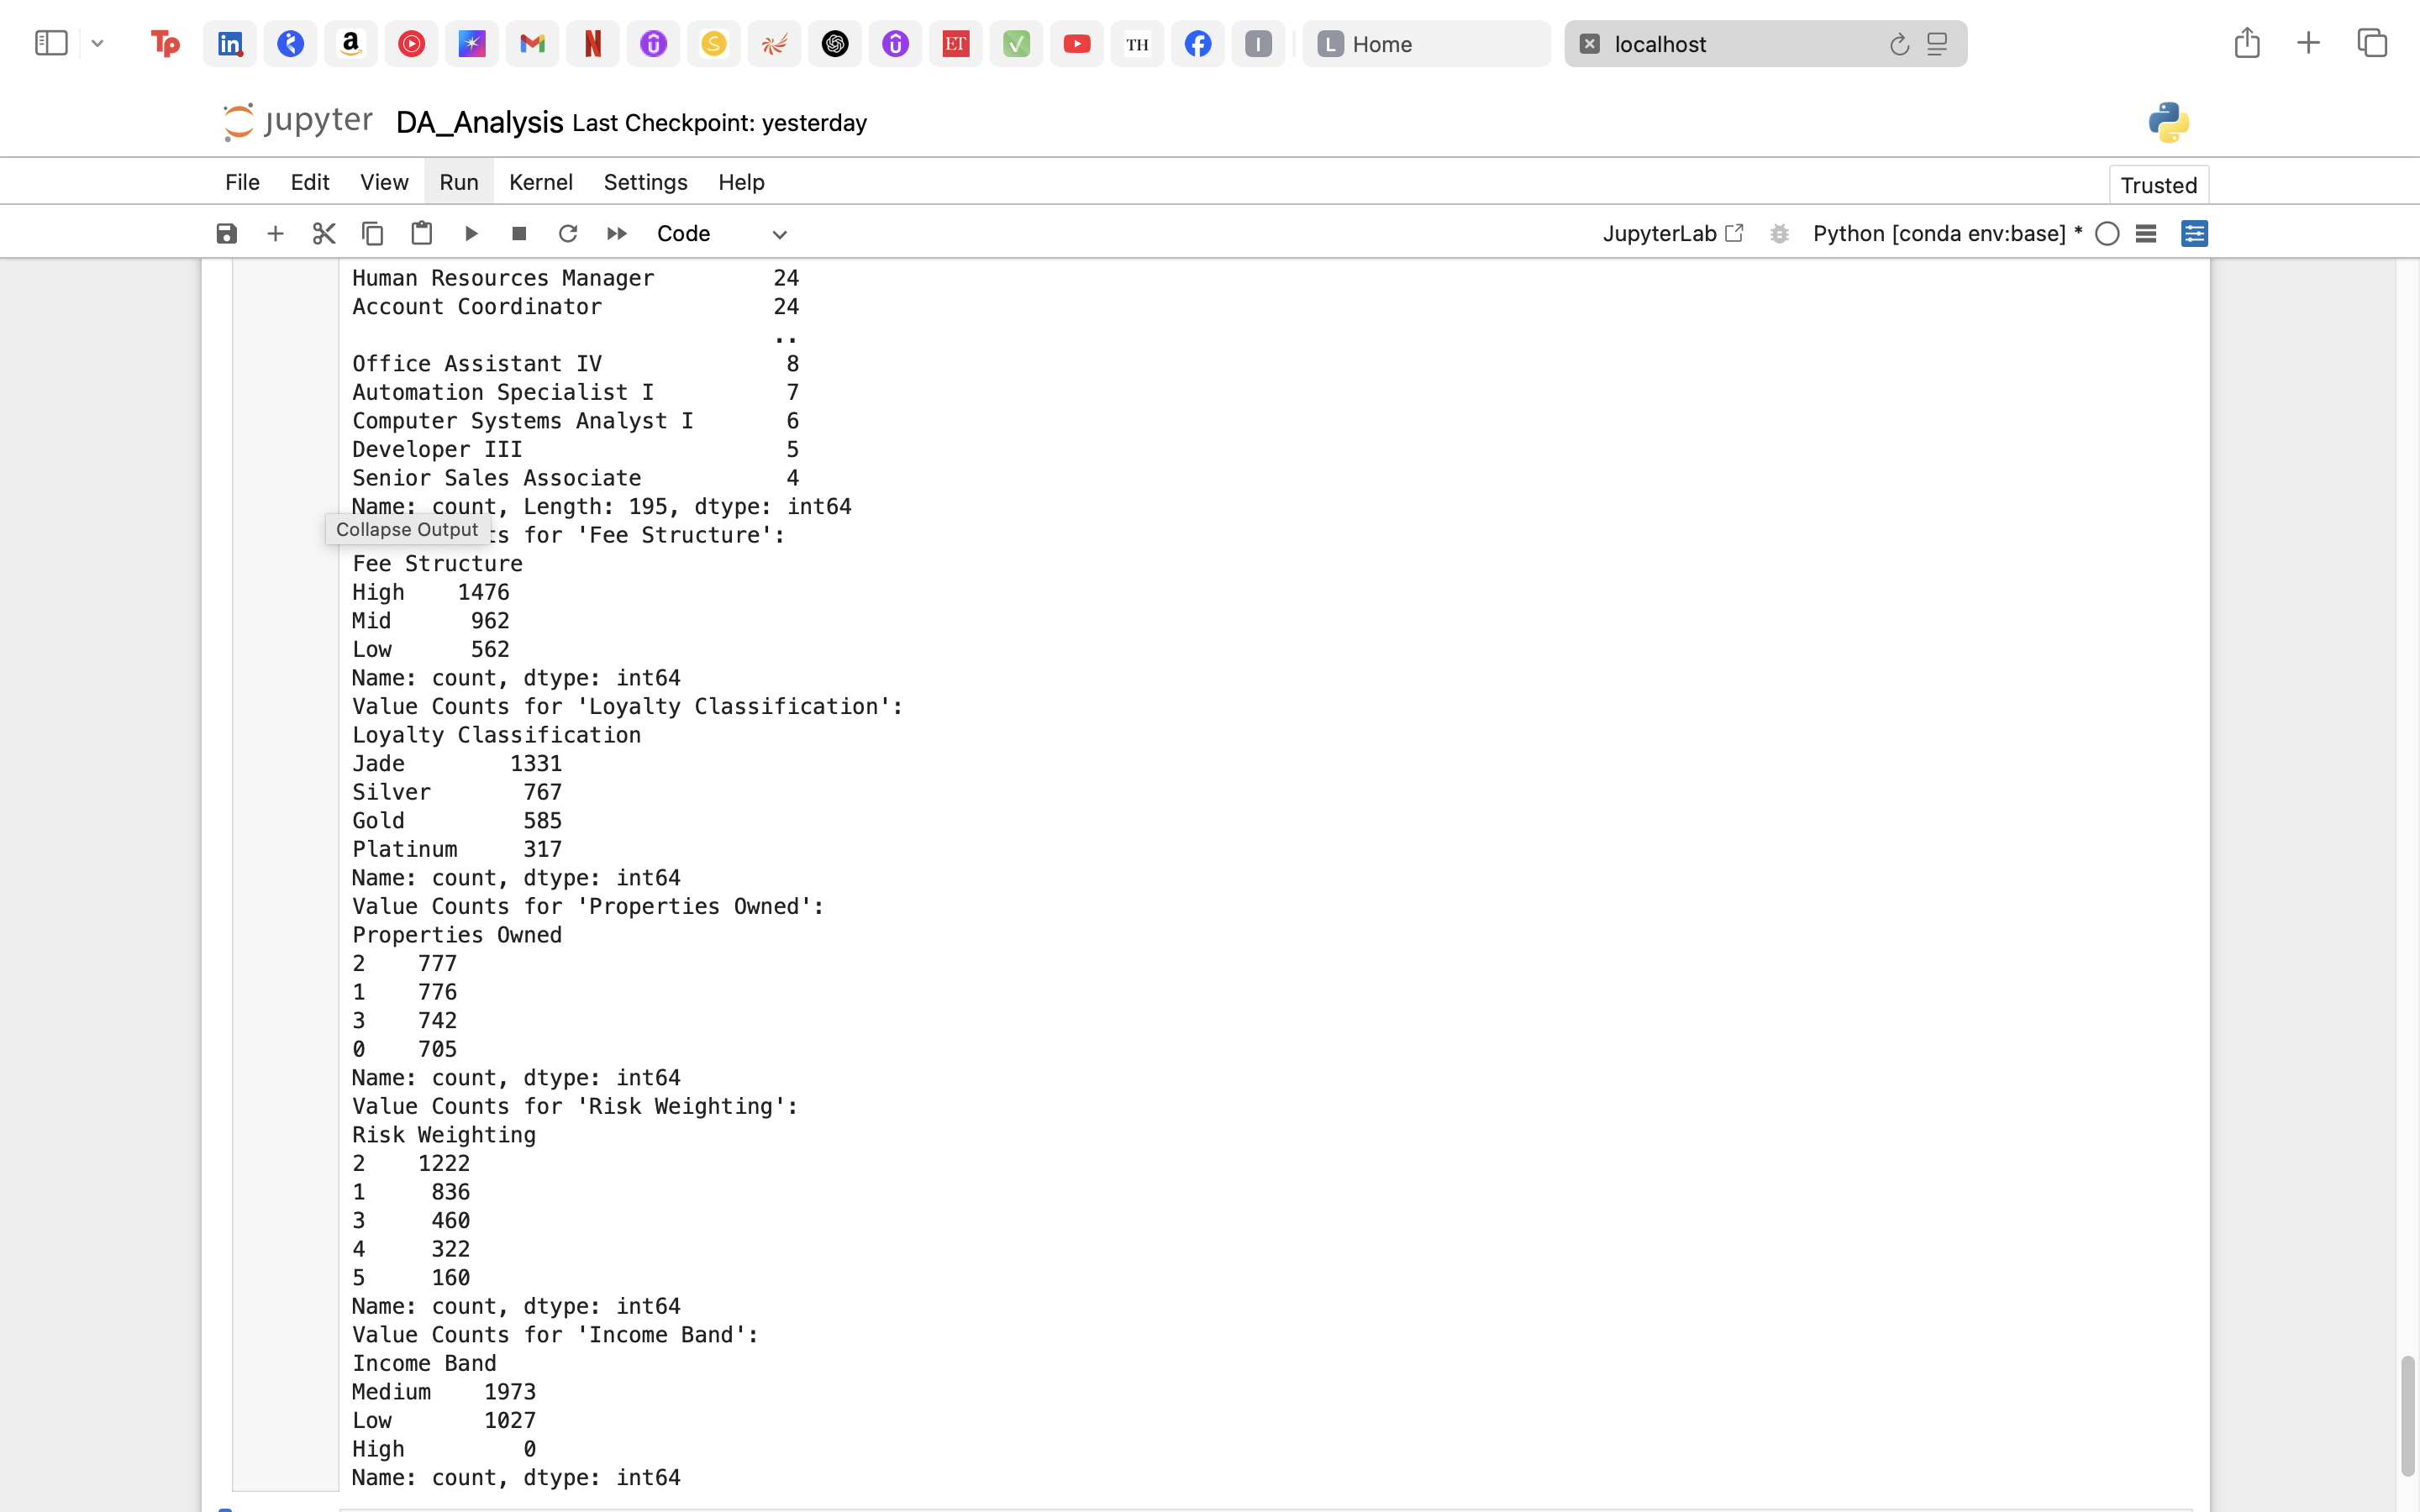 Tp
in
a
N
S
ET
TH
I
L Home
localhost
jupyter DA_Analysis Last Checkpoint: yesterday
File Edit View Run Kernel Settings Help
Trusted
Code
JupyterLab
Python [conda env:base] *
Human Resources Manager 24
Account Coordinator 24
..
Office Assistant IV 8
Automation Specialist I 7
Computer Systems Analyst I 6
Developer III 5
Senior Sales Associate 4
Name: count, Length: 195, dtype: int64
Collapse Output
ts for 'Fee Structure':
Fee Structure
High 1476
Mid 962
Low 562
Name: count, dtype: int64
Value Counts for 'Loyalty Classification':
Loyalty Classification
Jade 1331
Silver 767
Gold 585
Platinum 317
Name: count, dtype: int64
Value Counts for 'Properties Owned':
Properties Owned
2 777
1 776
3 742
0 705
Name: count, dtype: int64
Value Counts for 'Risk Weighting':
Risk Weighting
2 1222
1 836
3 460
4 322
5 160
Name: count, dtype: int64
Value Counts for 'Income Band':
Income Band
Medium 1973
Low 1027
High 0
Name: count, dtype: int64